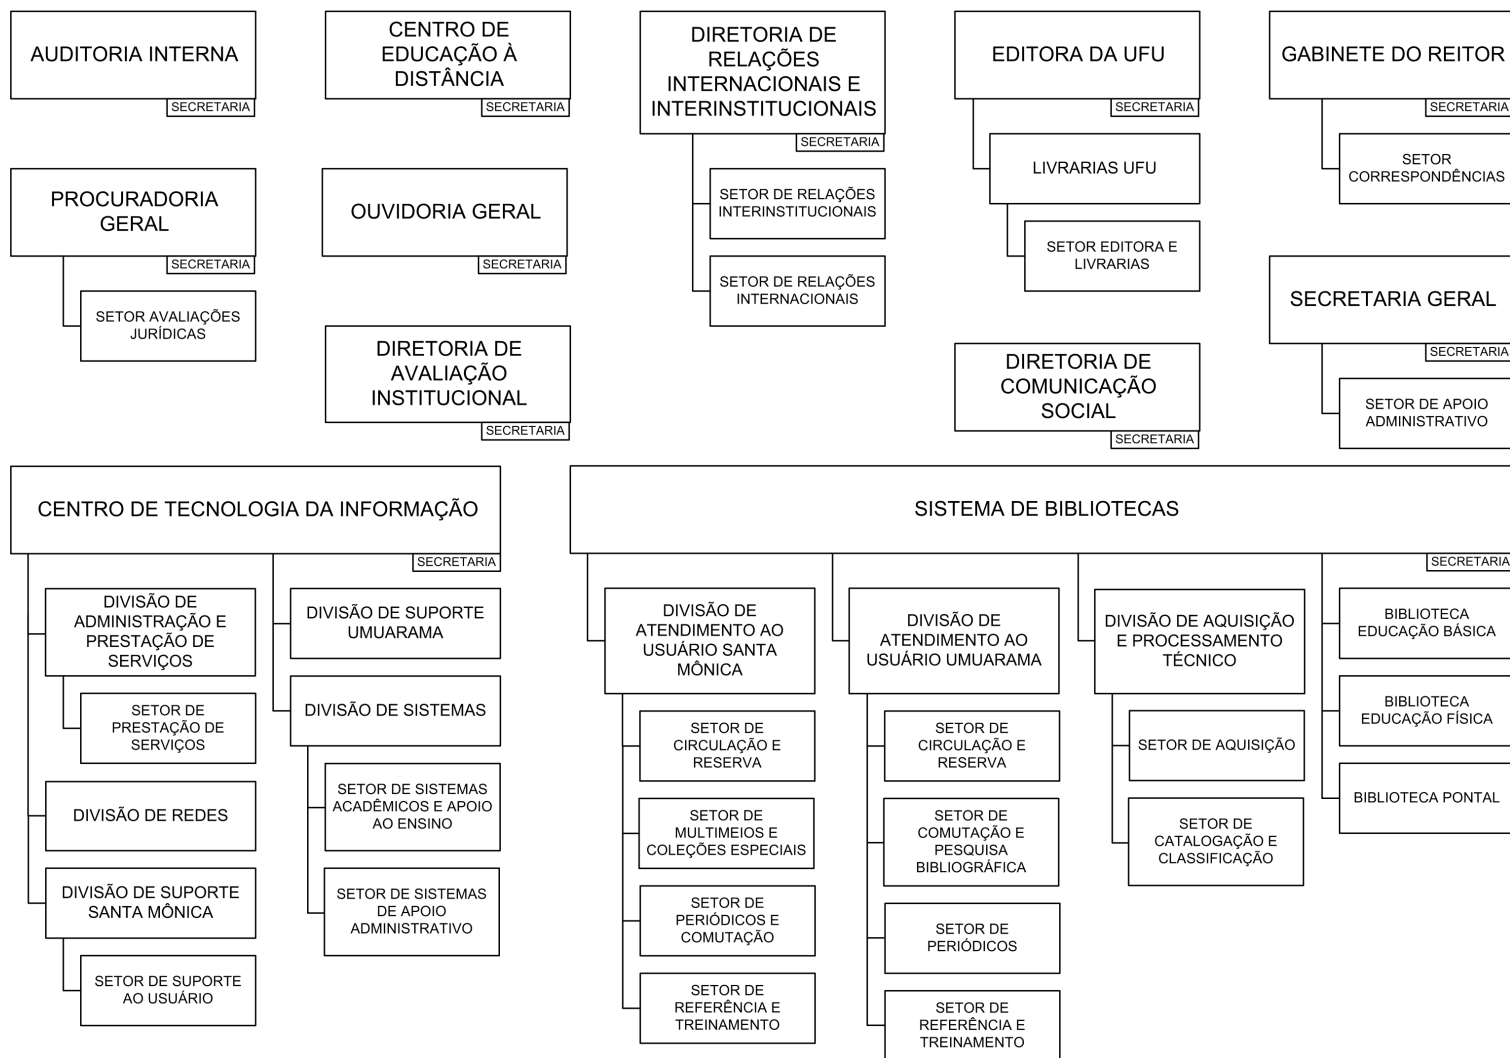 AUDITORIA INTERNA
SECRETARIA
CENTRO DE
EDUCAÇÃO À
DISTÂNCIA
SECRETARIA
DIRETORIA DE
RELAÇÕES
INTERNACIONAIS E
INTERINSTITUCIONAIS
SECRETARIA
SETOR DE RELAÇÕES
INTERINSTITUCIONAIS
SETOR DE RELAÇÕES
INTERNACIONAIS
EDITORA DA UFU
SECRETARIA
LIVRARIAS UFU
SETOR EDITORA E
LIVRARIAS
GABINETE DO REITOR
SECRETARIA
SETOR
CORRESPONDÊNCIAS
PROCURADORIA
GERAL
SECRETARIA
SETOR AVALIAÇÕES
JURÍDICAS
OUVIDORIA GERAL
SECRETARIA
DIRETORIA DE
AVALIAÇÃO
INSTITUCIONAL
SECRETARIA
DIRETORIA DE
COMUNICAÇÃO
SOCIAL
SECRETARIA
SECRETARIA GERAL
SECRETARIA
SETOR DE APOIO
ADMINISTRATIVO
CENTRO DE TECNOLOGIA DA INFORMAÇÃO
SECRETARIA
DIVISÃO DE
ADMINISTRAÇÃO E
PRESTAÇÃO DE
SERVIÇOS
SETOR DE
PRESTAÇÃO DE
SERVIÇOS
DIVISÃO DE REDES
DIVISÃO DE SUPORTE
SANTA MÔNICA
SETOR DE SUPORTE
AO USUÁRIO
DIVISÃO DE SUPORTE
UMUARAMA
DIVISÃO DE SISTEMAS
SETOR DE SISTEMAS
ACADÊMICOS E APOIO
AO ENSINO
SETOR DE SISTEMAS
DE APOIO
ADMINISTRATIVO
SISTEMA DE BIBLIOTECAS
SECRETARIA
DIVISÃO DE
ATENDIMENTO AO
USUÁRIO SANTA
MÔNICA
SETOR DE
CIRCULAÇÃO E
RESERVA
SETOR DE
MULTIMEIOS E
COLEÇÕES ESPECIAIS
SETOR DE
PERIÓDICOS E
COMUTAÇÃO
SETOR DE
REFERÊNCIA E
TREINAMENTO
DIVISÃO DE
ATENDIMENTO AO
USUÁRIO UMUARAMA
SETOR DE
CIRCULAÇÃO E
RESERVA
SETOR DE
COMUTAÇÃO E
PESQUISA
BIBLIOGRÁFICA
SETOR DE
PERIÓDICOS
SETOR DE
REFERÊNCIA E
TREINAMENTO
DIVISÃO DE AQUISIÇÃO
E PROCESSAMENTO
TÉCNICO
SETOR DE AQUISIÇÃO
SETOR DE
CATALOGAÇÃO E
CLASSIFICAÇÃO
BIBLIOTECA
EDUCAÇÃO BÁSICA
BIBLIOTECA
EDUCAÇÃO FÍSICA
BIBLIOTECA PONTAL